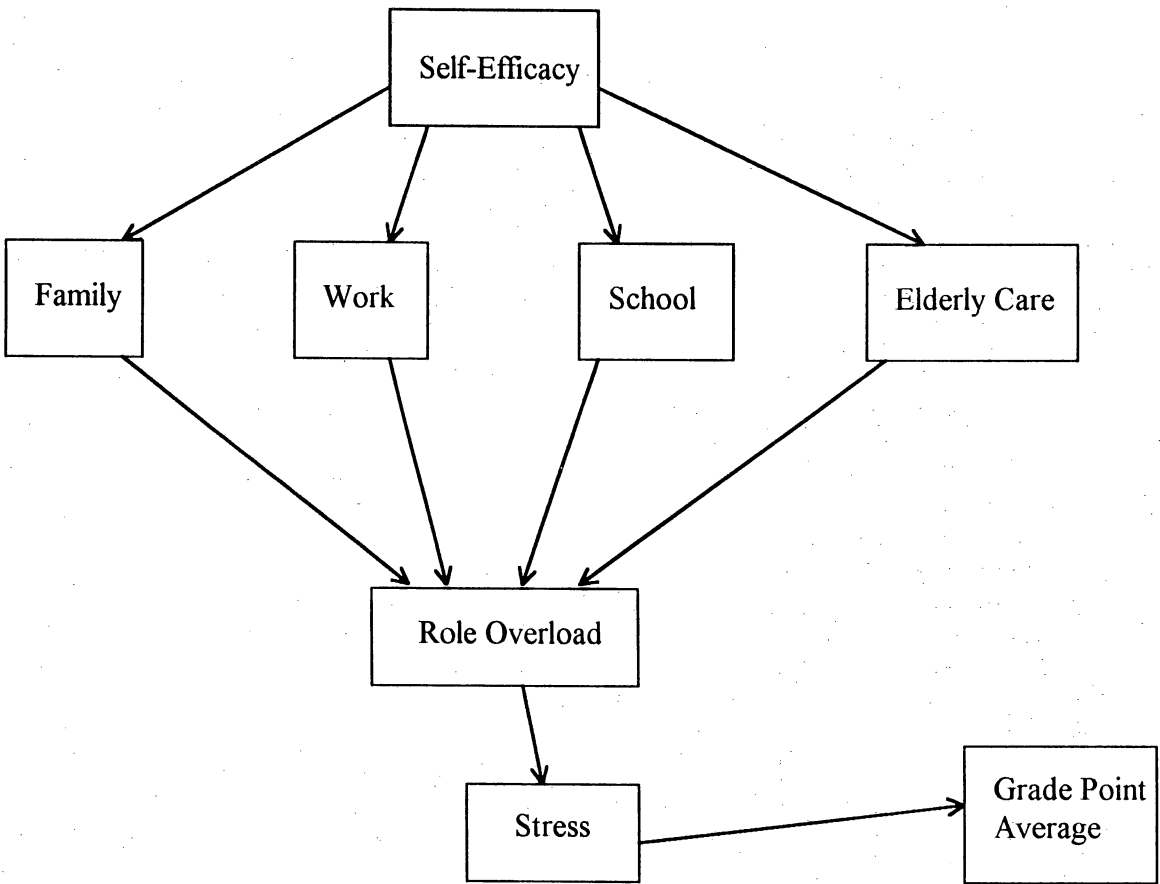 Self-Efficacy
Family
Work
School
Elderly Care
Role Overload
Stress
Grade Point
Average